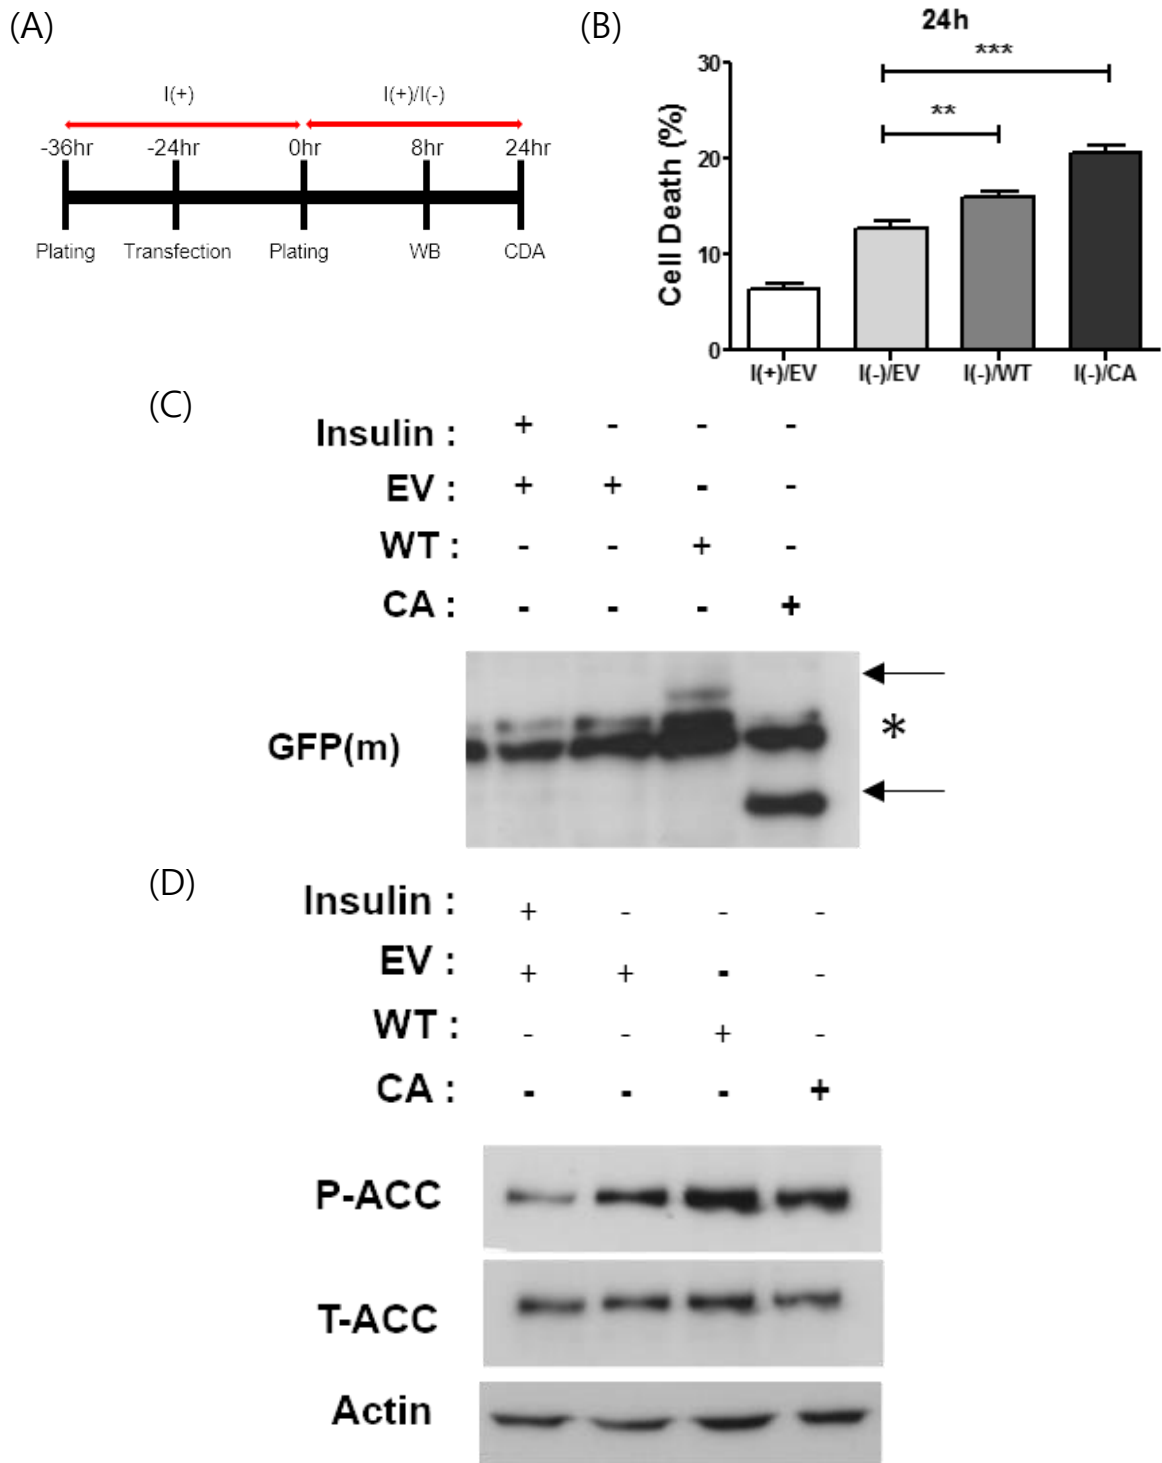 (A)
I(+) I(+)/I(-)
-36hr -24hr 0hr 8hr 24hr
Plating Transfection Plating WB CDA
(B)
24h
***
**
Cell Death (%)
30
20
10
0
I(+)/EV I(-)/EV I(-)/WT I(-)/CA
(C)
Insulin : + - - -
EV : + + - -
WT : - - + -
CA : - - - +
GFP(m)
*
(D)
Insulin : + - - -
EV : + + - -
WT : - - + -
CA : - - - +
P-ACC
T-ACC
Actin